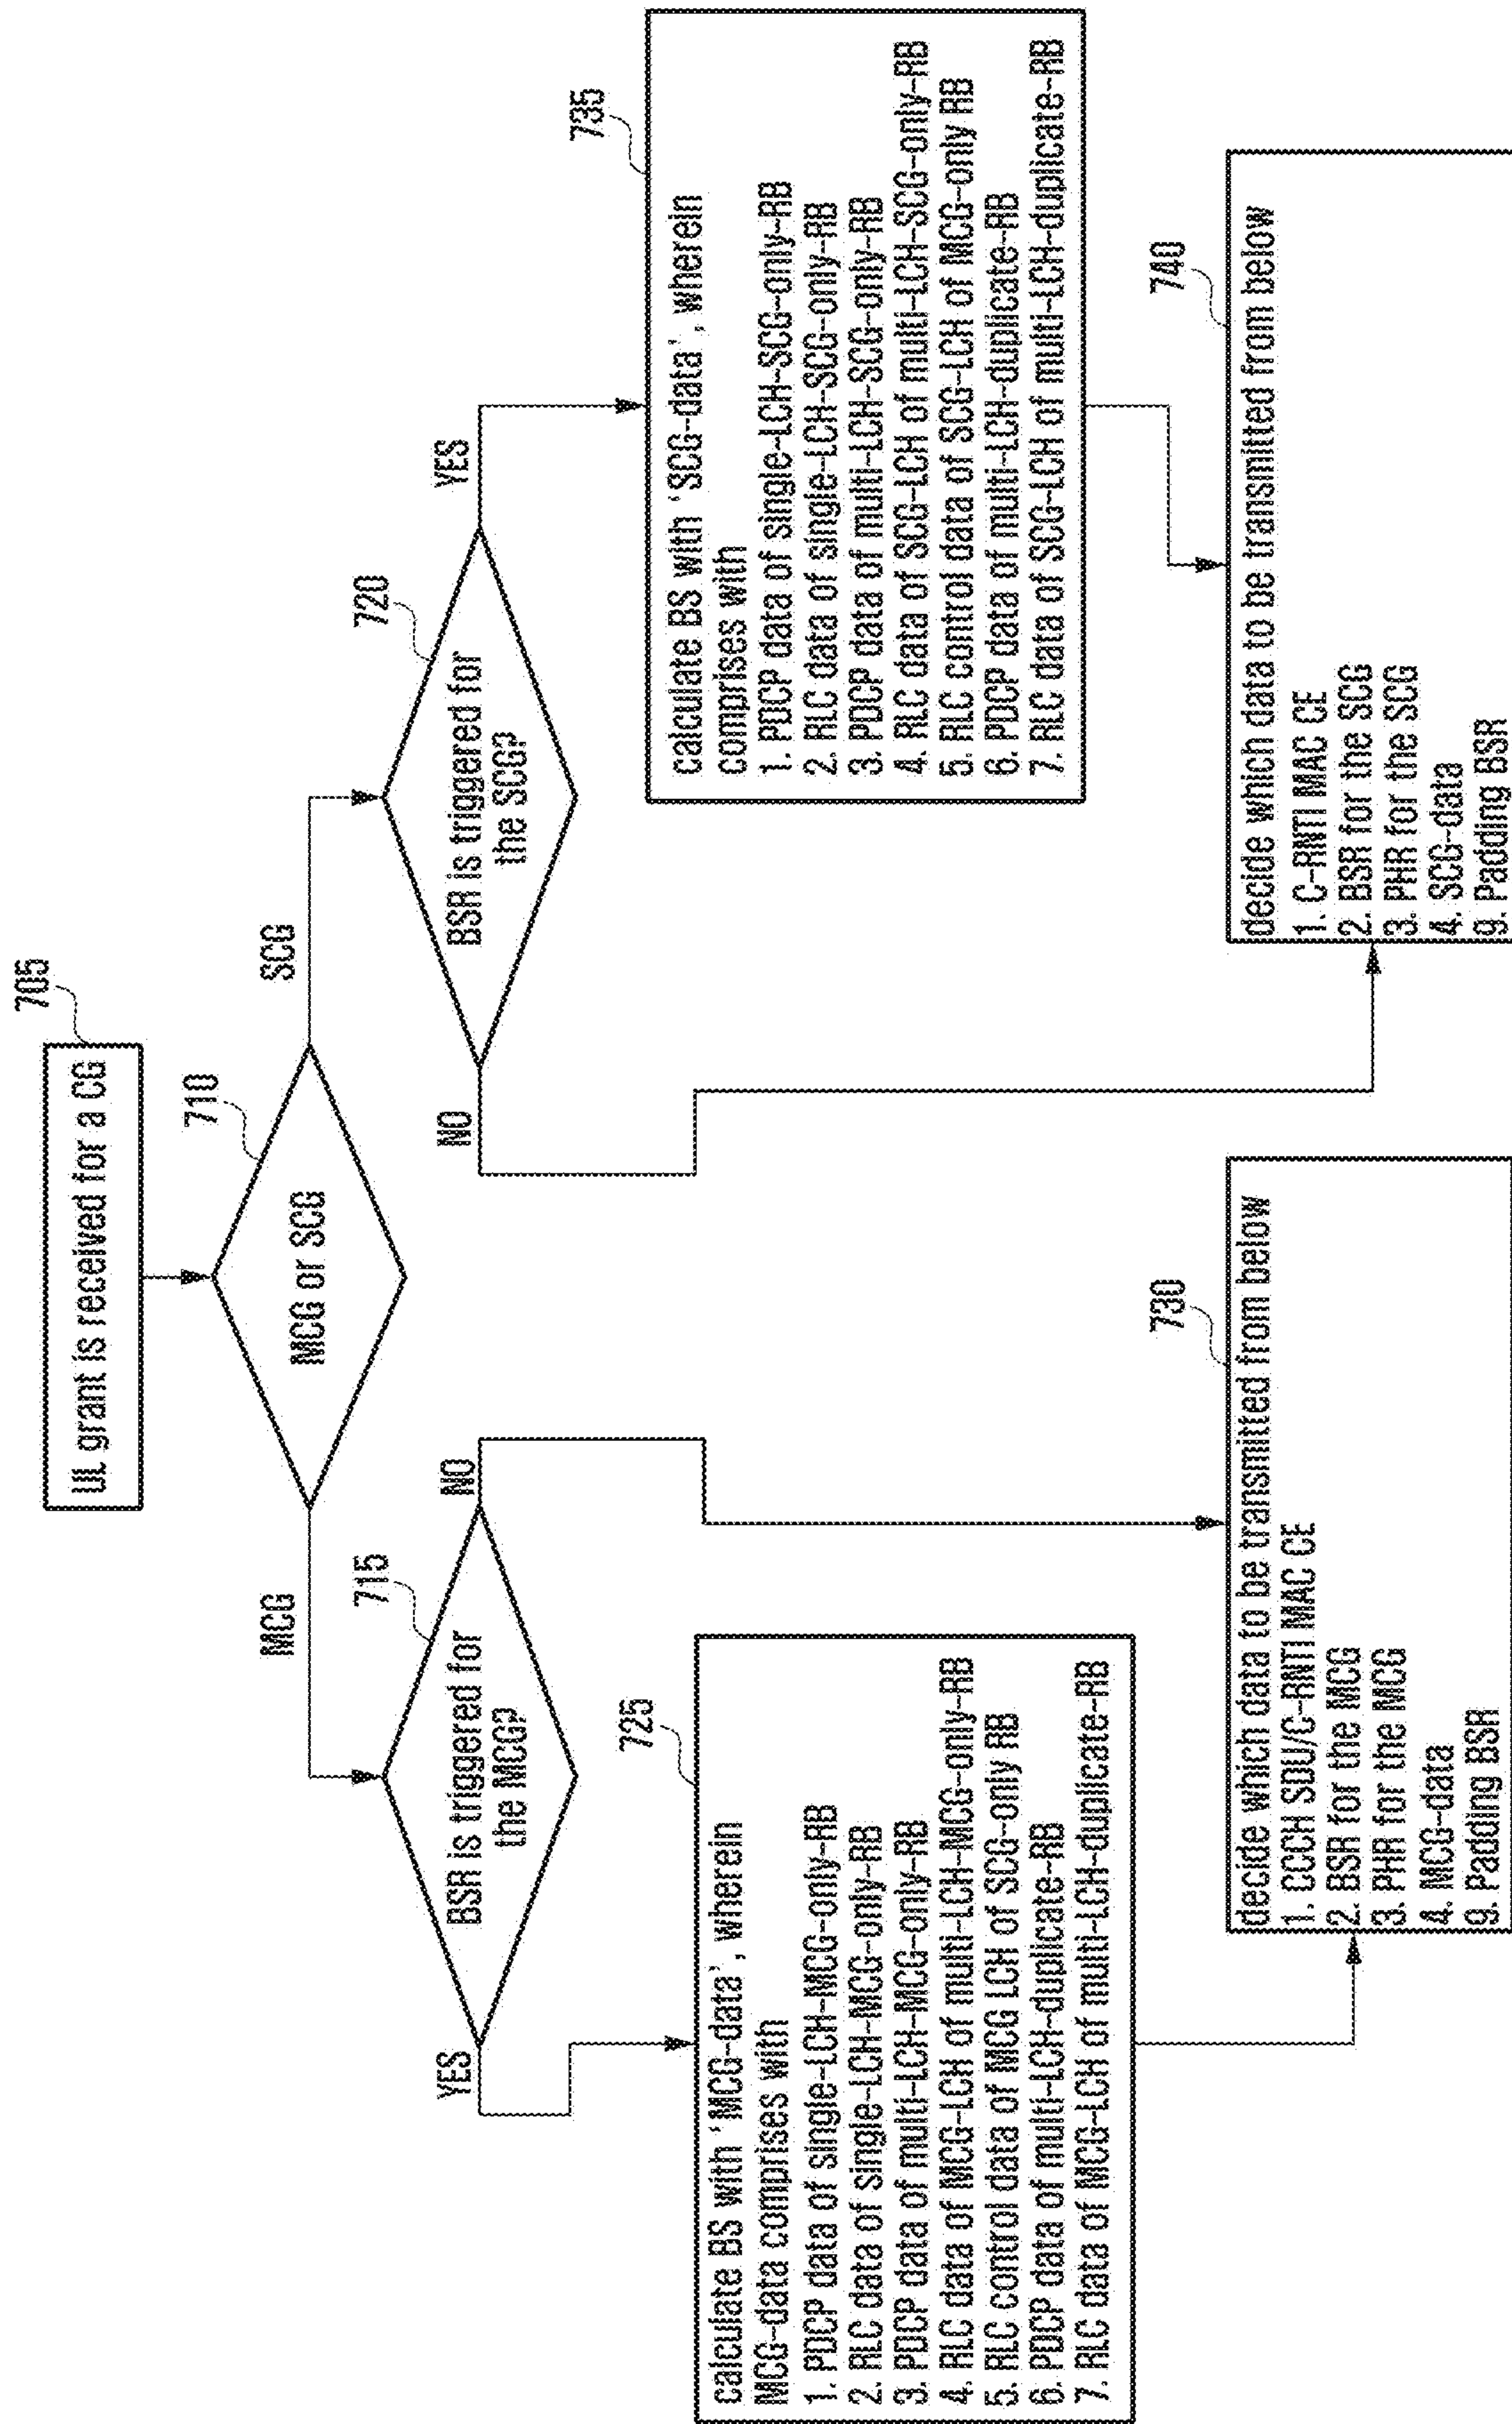 UL grant is received for a CG
705
MCG or SCG
710
MCG
SCG
BSR is triggered for
the MCG?
715
YES
NO
BSR is triggered for
the SCG?
720
NO
YES
725
calculate BS with ‘MCG-data’, wherein
MCG-data comprises with
1. PDCP data of single-LCH-MCG-only-RB
2. RLC data of single-LCH-MCG-only-RB
3. PDCP data of multi-LCH-MCG-only-RB
4. RLC data of MCG-LCH of multi-LCH-MCG-only-RB
5. RLC control data of MCG LCH of SCG-only RB
6. PDCP data of multi-LCH-duplicate-RB
7. RLC data of MCG-LCH of multi-LCH-duplicate-RB
735
calculate BS with ‘SCG-data’, wherein
comprises with
1. PDCP data of single-LCH-SCG-only-RB
2. RLC data of single-LCH-SCG-only-RB
3. PDCP data of multi-LCH-SCG-only-RB
4. RLC data of SCG-LCH of multi-LCH-SCG-only-RB
5. RLC control data of SCG-LCH of MCG-only RB
6. PDCP data of multi-LCH-duplicate-RB
7. RLC data of SCG-LCH of multi-LCH-duplicate-RB
730
decide which data to be transmitted from below
1. CCCH SDU/C-RNTI MAC CE
2. BSR for the MCG
3. PHR for the MCG
4. MCG-data
9. Padding BSR
740
decide which data to be transmitted from below
1. C-RNTI MAC CE
2. BSR for the SCG
3. PHR for the SCG
4. SCG-data
9. Padding BSR